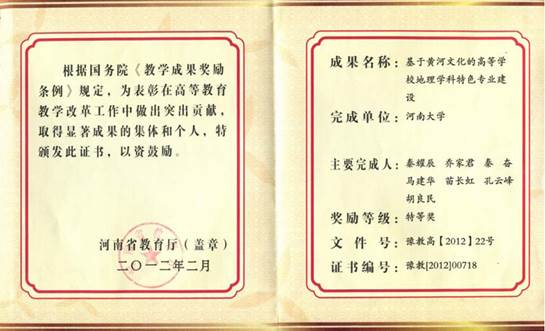 根据国务院《教学成果奖励
条例》规定，为表彰在高等教育
教学改革工作中做出突出贡献，
取得显著成果的集体和个人，特
颁发此证书，以资鼓励。
河南省教育厅（盖章）
二〇一二年二月
成果名称：基于黄河文化的高等学
校地理学科特色专业建
设
完成单位：河南大学
主要完成人：秦耀辰 乔家君 秦奋
马建华 苗长虹 孔云峰
胡良民
奖励等级：特等奖
文件号：豫教高【2012】22号
证书编号：豫教[2012]00718